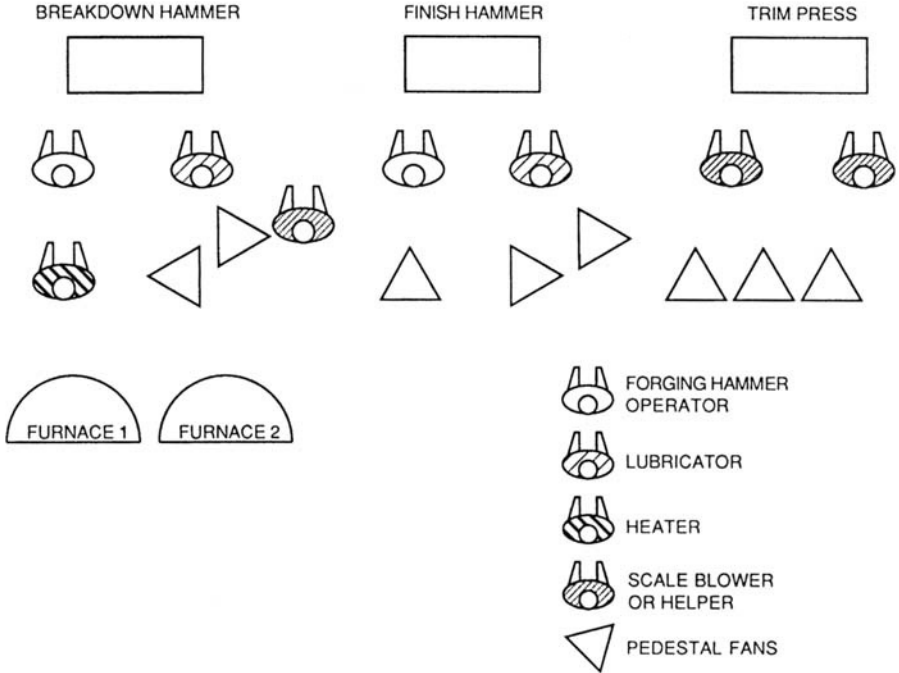 BREAKDOWN HAMMER
FINISH HAMMER
TRIM PRESS
FURNACE 1
FURNACE 2
FORGING HAMMER
OPERATOR
LUBRICATOR
HEATER
SCALE BLOWER
OR HELPER
PEDESTAL FANS